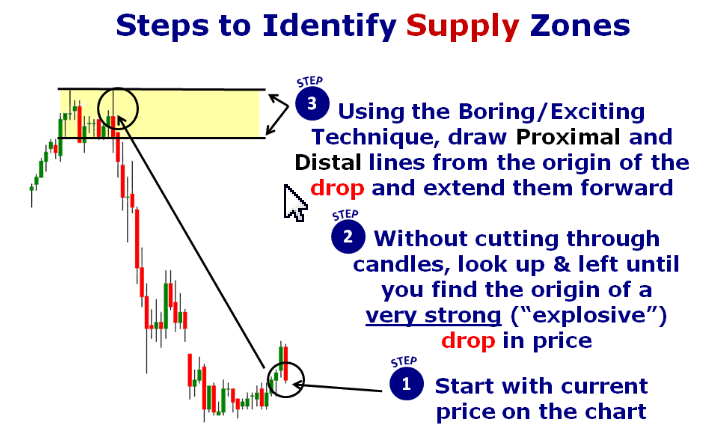 Steps to Identify Supply Zones
STEP
3
Using the Boring/Exciting
Technique, draw Proximal and
Distal lines from the origin of the
drop and extend them forward
STEP
2
Without cutting through
candles, look up & left until
you find the origin of a
very strong (“explosive”)
drop in price
STEP
1
Start with current
price on the chart